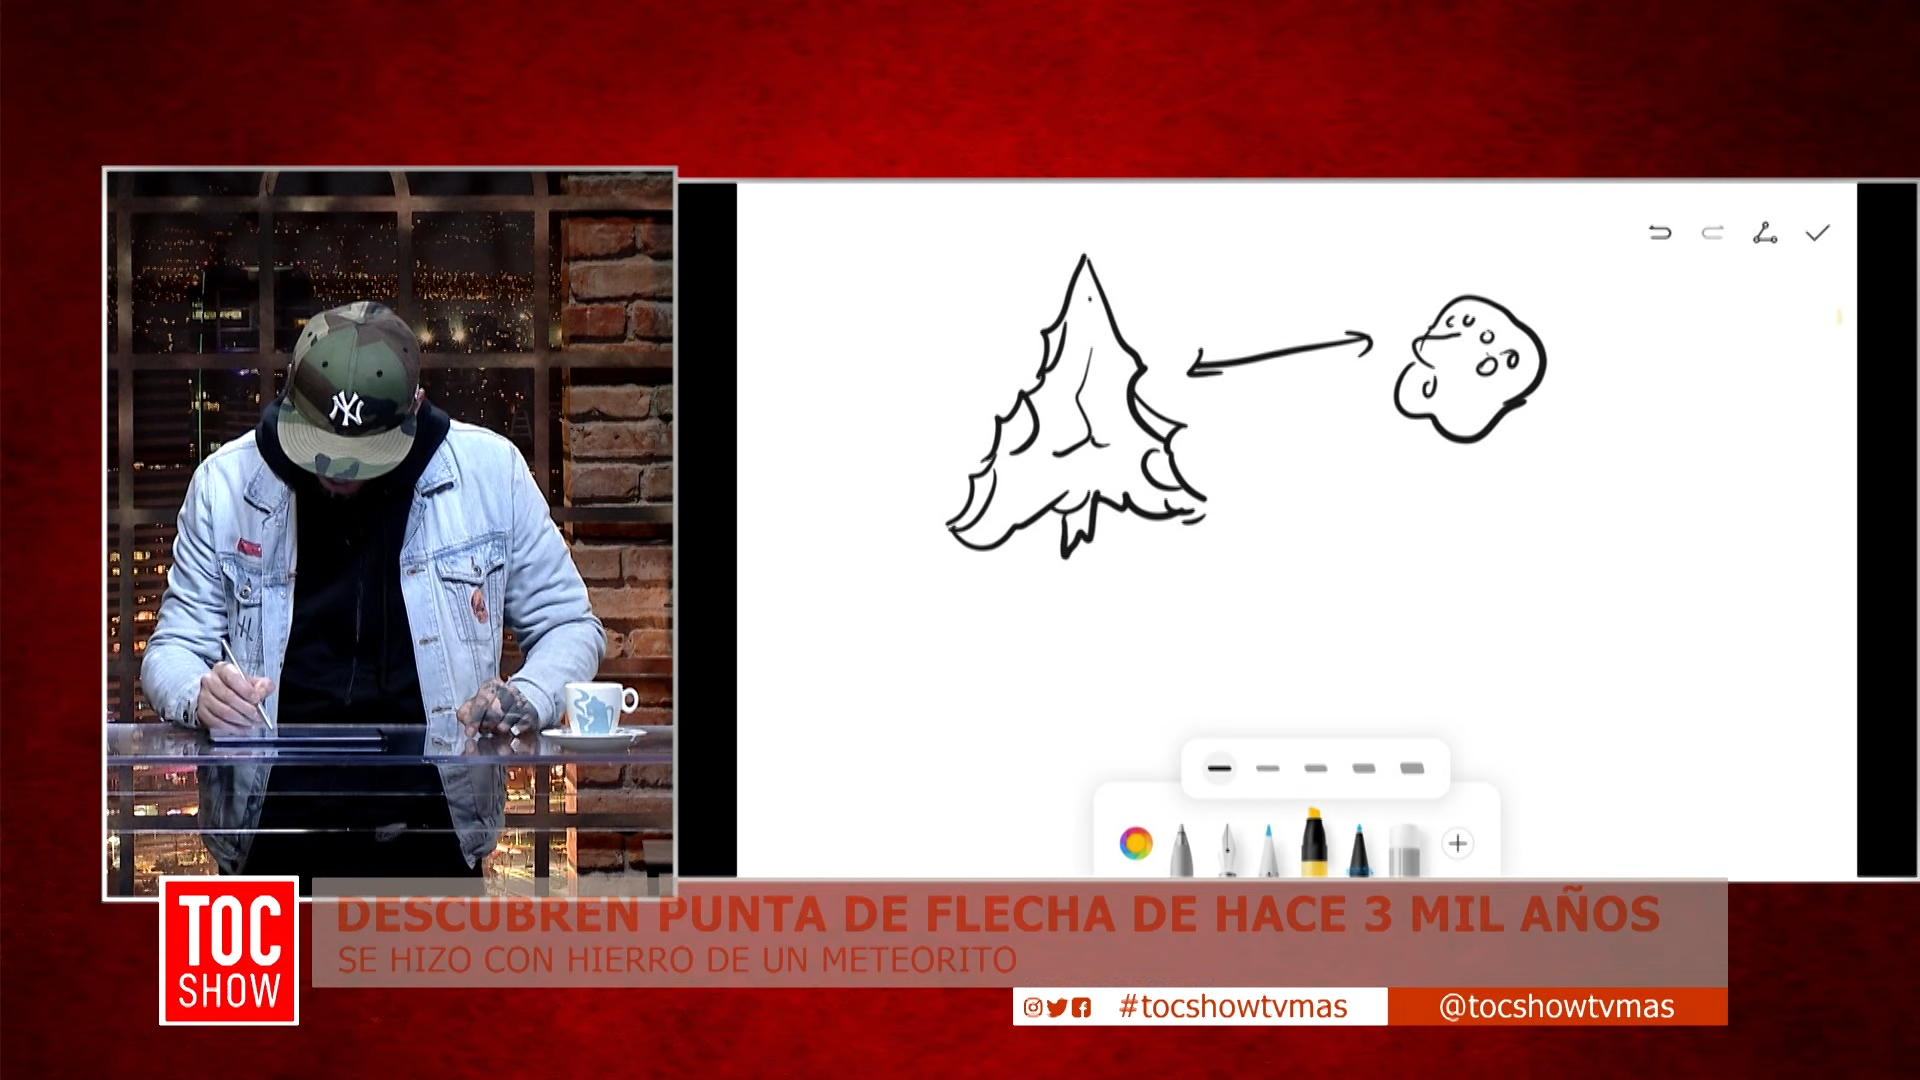 NY
DESCUBREN PUNTA DE FLECHA DE HACE 3 MIL AÑOS
SE HIZO CON HIERRO DE UN METEORITO
TOC
SHOW
#tocshowtvmas
@tocshowtvmas